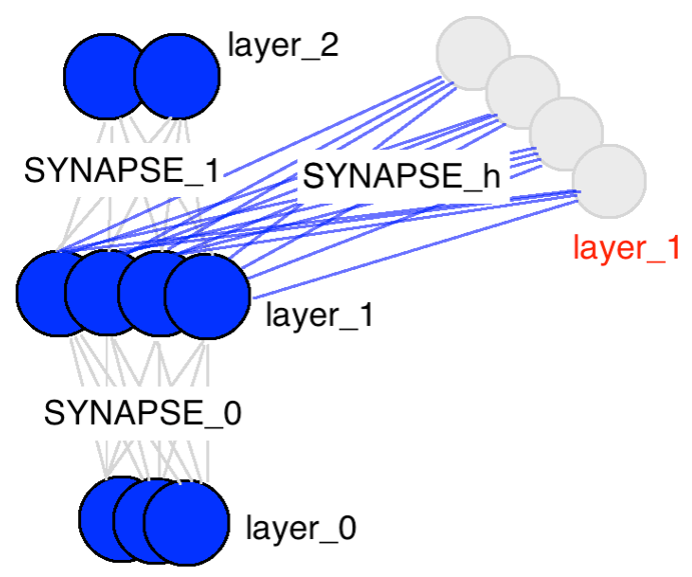 layer_2
SYNAPSE_1
SYNAPSE_h
layer_1
layer_1
SYNAPSE_0
layer_0